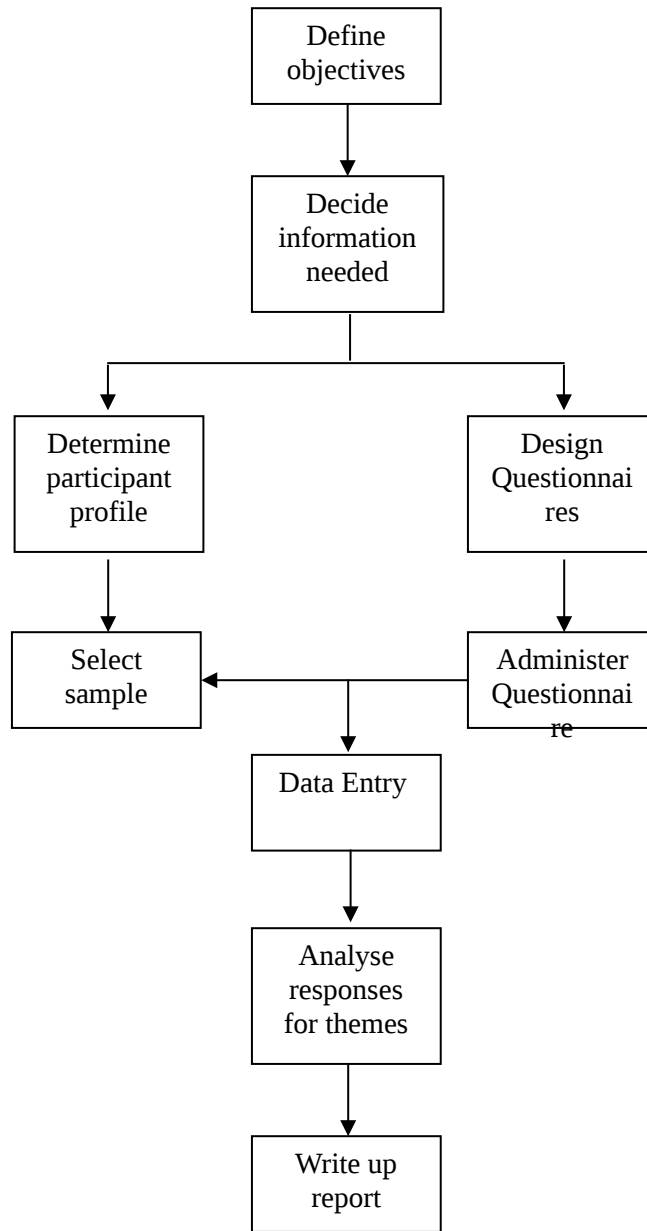 Define
objectives
Decide
information
needed
Determine
participant
profile
Design
Questionnai
res
Select
sample
Administer
Questionnai
re
Data Entry
Analyse
responses
for themes
Write up
report